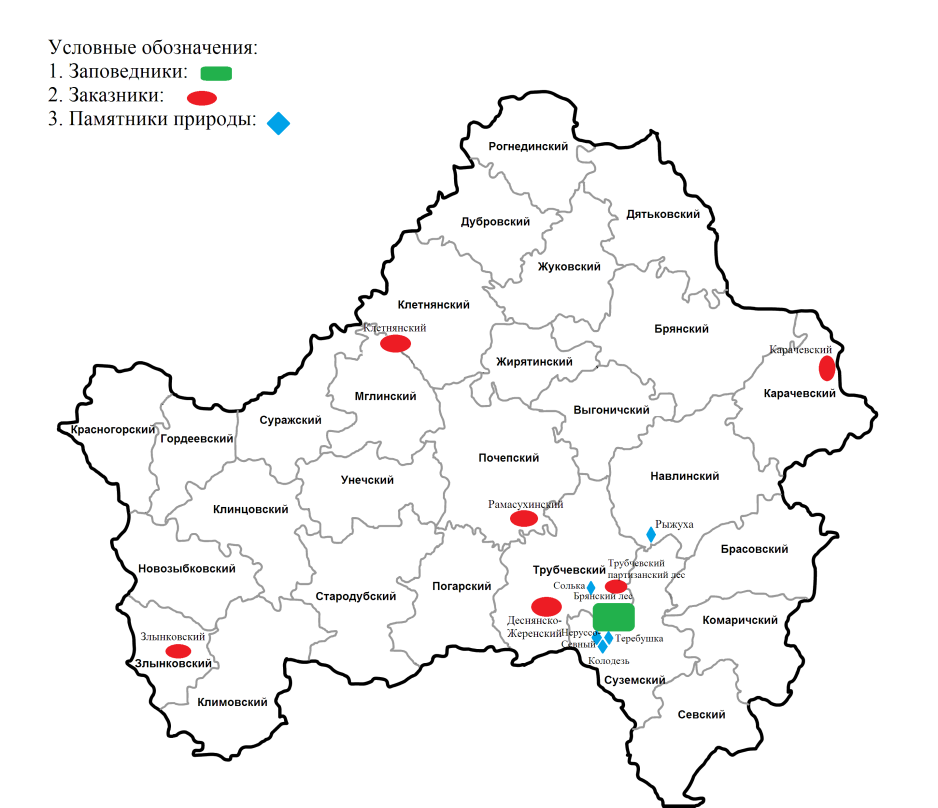 Условные обозначения:
1. Заповедники:
2. Заказники:
3. Памятники природы:
Рогнединский
Дятьковский
Дубровский
Жуковский
Клетнянский
Клетнянский
Брянский
Карачевский
Жирятинский
Карачевский
Мглинский
Выгоничский
Суражский
Красногорский
Гордеевский
Почепский
Навлинский
Унечский
Рамасухинский
Клинцовский
Рыжуха
Брасовский
Трубчевский
Трубчевский
партизанский лес
Новозыбковский
Солька
Погарский
Стародубский
Брянский лес
Деснянско-
Жеренский
Комаричский
Неруссо-
Севный
Теребушка
Злынковский
Злынковский
Колодезь
Суземский
Климовский
Севский